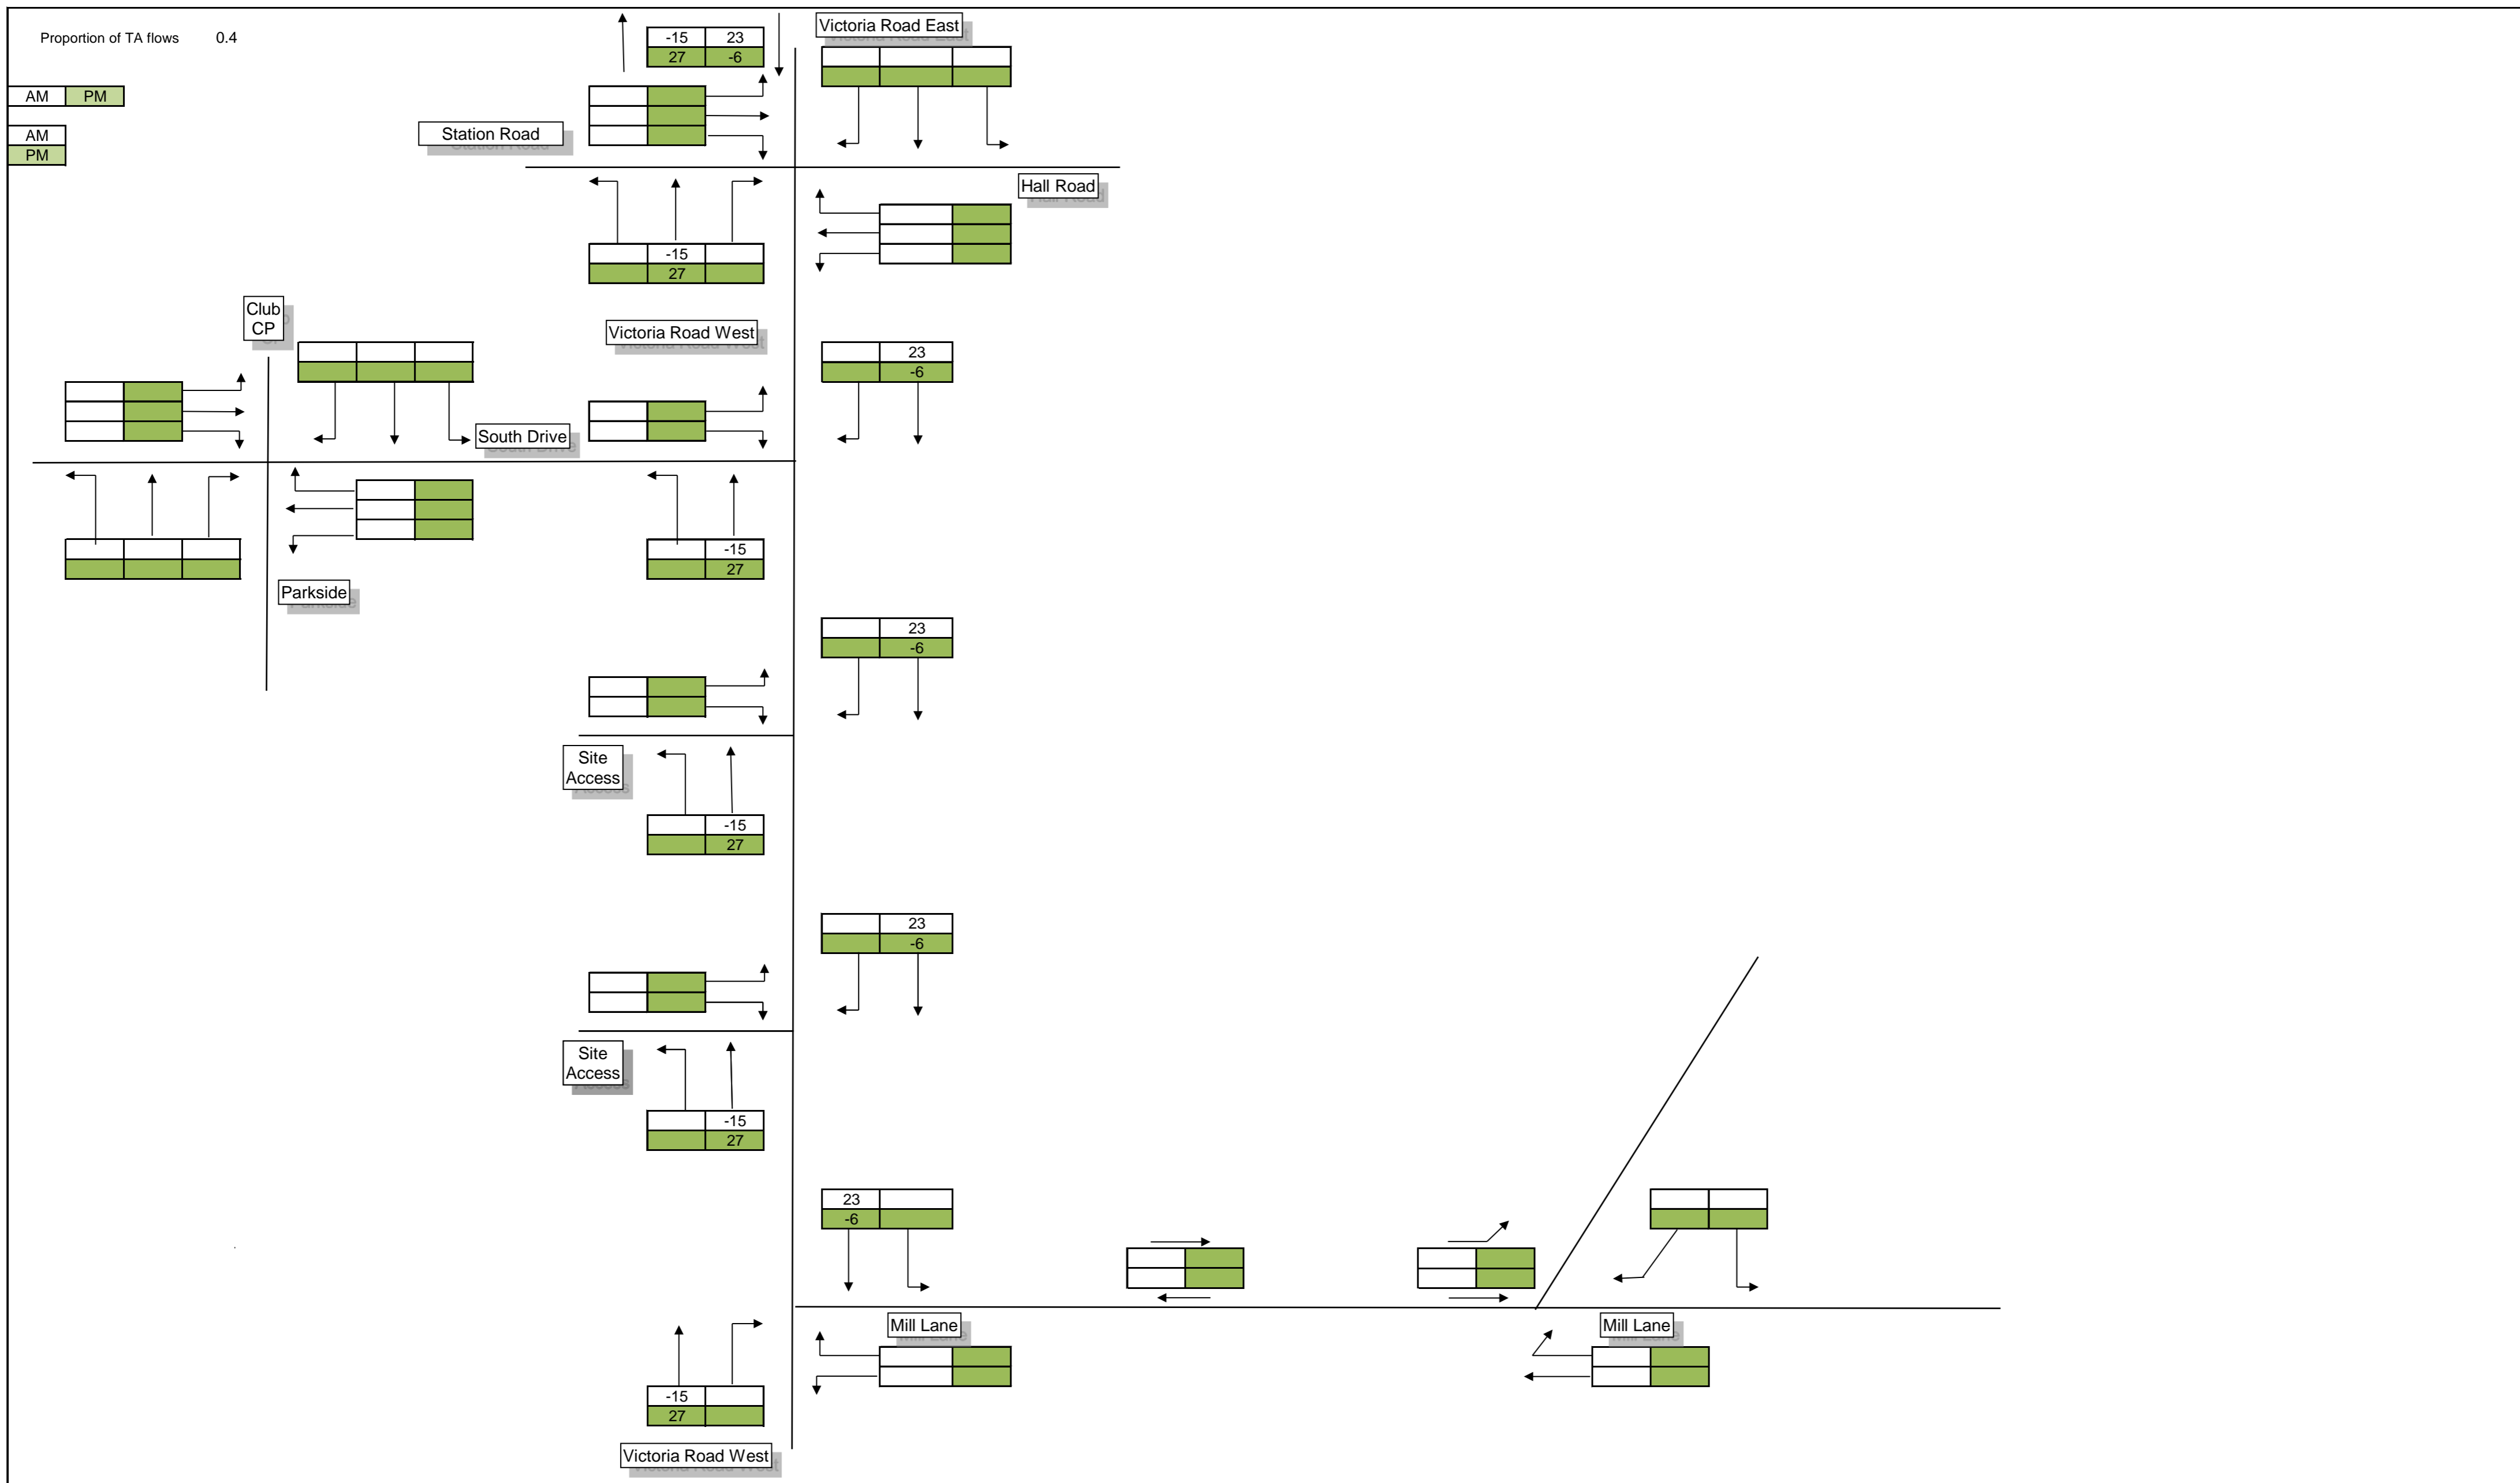 Victoria Road East
Proportion of TA flows 0.4
-15 23
27 -6
AM PM
AM
PM
Station Road
Hall Road
-15
27
Club
CP
Victoria Road West
23
-6
South Drive
-15
27
Parkside
23
-6
Site
Access
-15
27
23
-6
Site
Access
-15
27
23
-6
Mill Lane
Mill Lane
-15
27
Victoria Road West